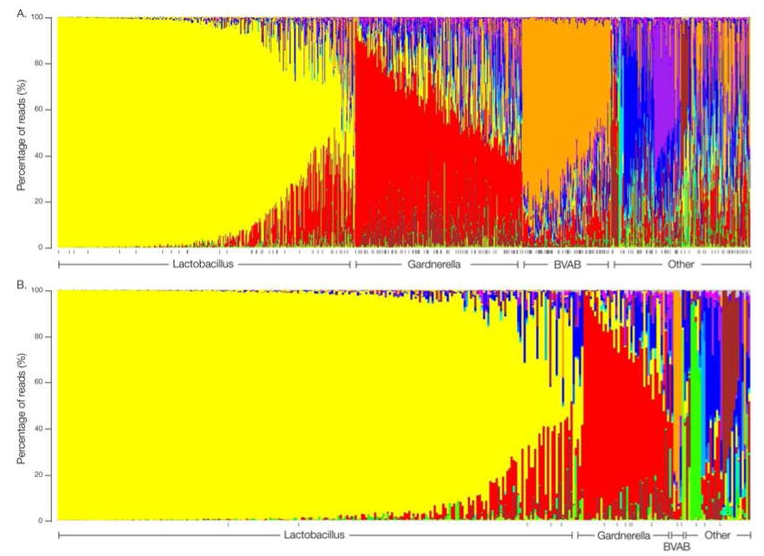 A.
Percentage of reads (%)
100
80
60
40
20
0
Lactobacillus
Gardnerella
BVAB
Other
B.
Percentage of reads (%)
100
80
60
40
20
0
Lactobacillus
Gardnerella
BVAB
Other